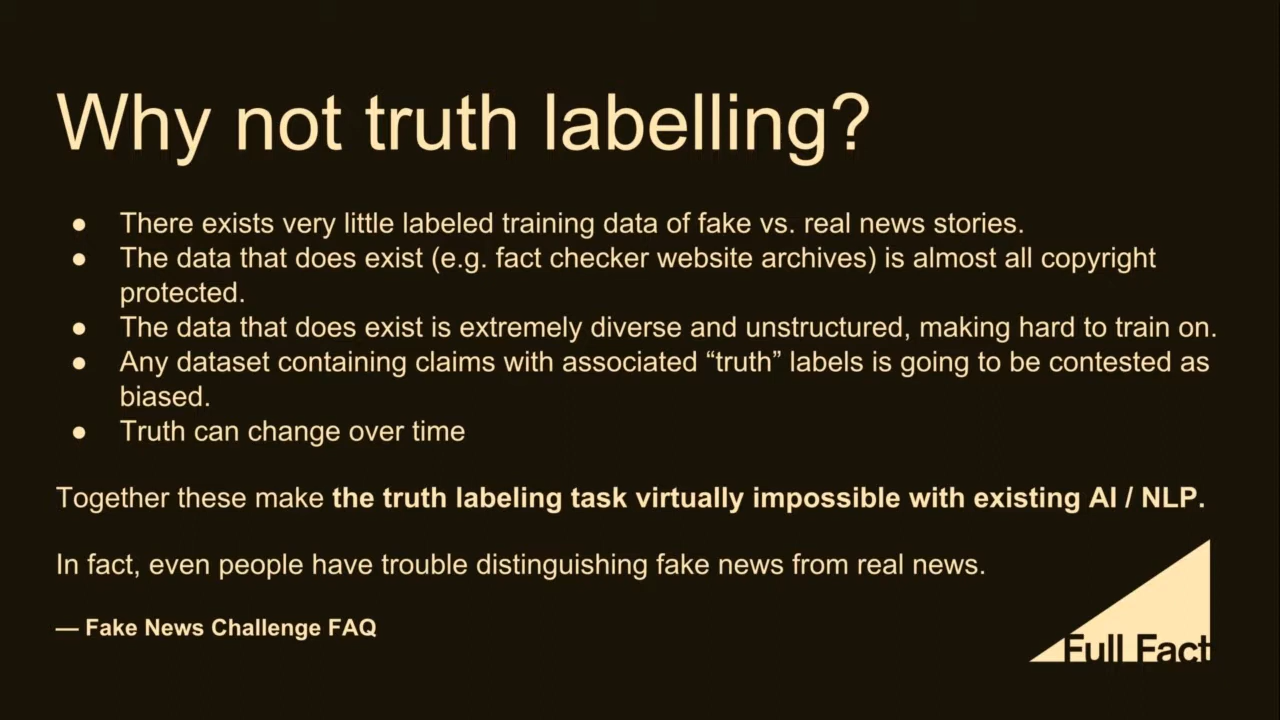 Why not truth labelling?
● There exists very little labeled training data of fake vs. real news stories.
● The data that does exist (e.g. fact checker website archives) is almost all copyright
protected.
● The data that does exist is extremely diverse and unstructured, making hard to train on.
● Any dataset containing claims with associated “truth” labels is going to be contested as
biased.
● Truth can change over time
Together these make the truth labeling task virtually impossible with existing AI / NLP.
In fact, even people have trouble distinguishing fake news from real news.
— Fake News Challenge FAQ
Full Fact